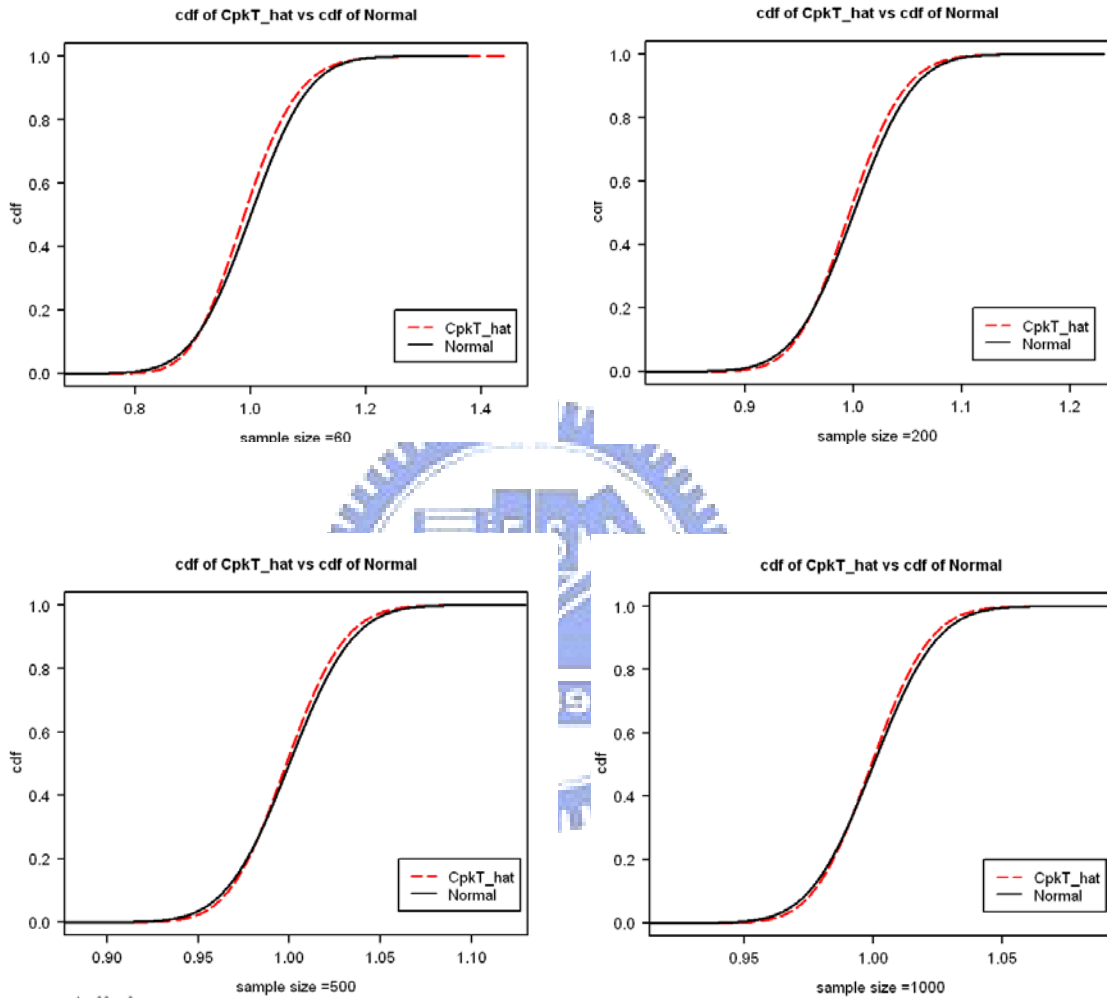 cdf of CpkT_hat vs cdf of Normal
1.0
0.8
0.6
0.4
0.2
0.0
cdf
CpkT_hat
Normal
0.8 1.0 1.2 1.4
sample size =60
cdf of CpkT_hat vs cdf of Normal
1.0
0.8
0.6
0.4
0.2
0.0
cdf
CpkT_hat
Normal
0.9 1.0 1.1 1.2
sample size =200
cdf of CpkT_hat vs cdf of Normal
1.0
0.8
0.6
0.4
0.2
0.0
cdf
CpkT_hat
Normal
0.90 0.95 1.00 1.05 1.10
sample size =500
cdf of CpkT_hat vs cdf of Normal
1.0
0.8
0.6
0.4
0.2
0.0
cdf
CpkT_hat
Normal
0.95 1.00 1.05
sample size =1000